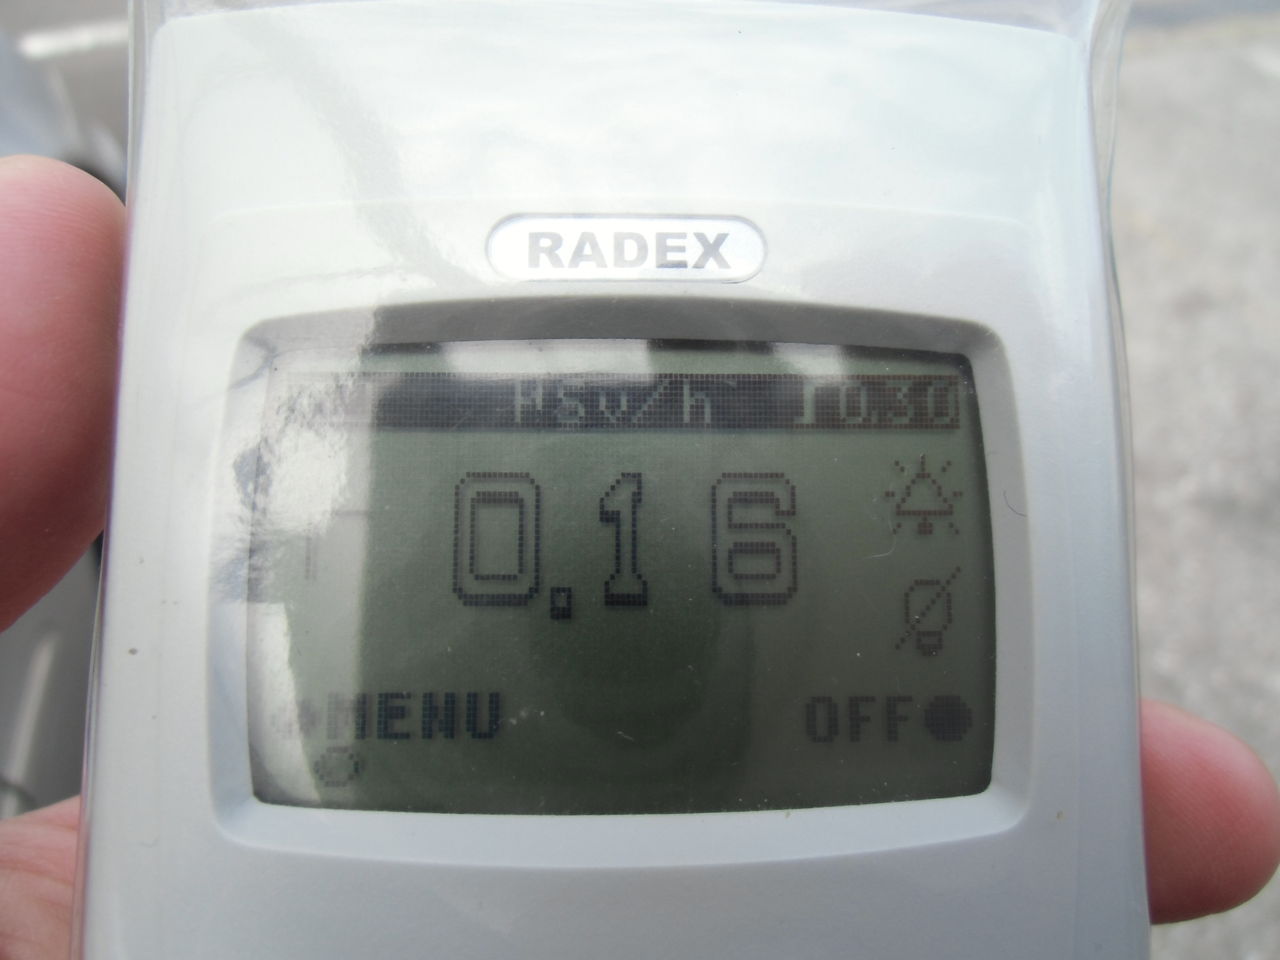 RADEX
µSv/h 10.30
0.16
MENU
OFF